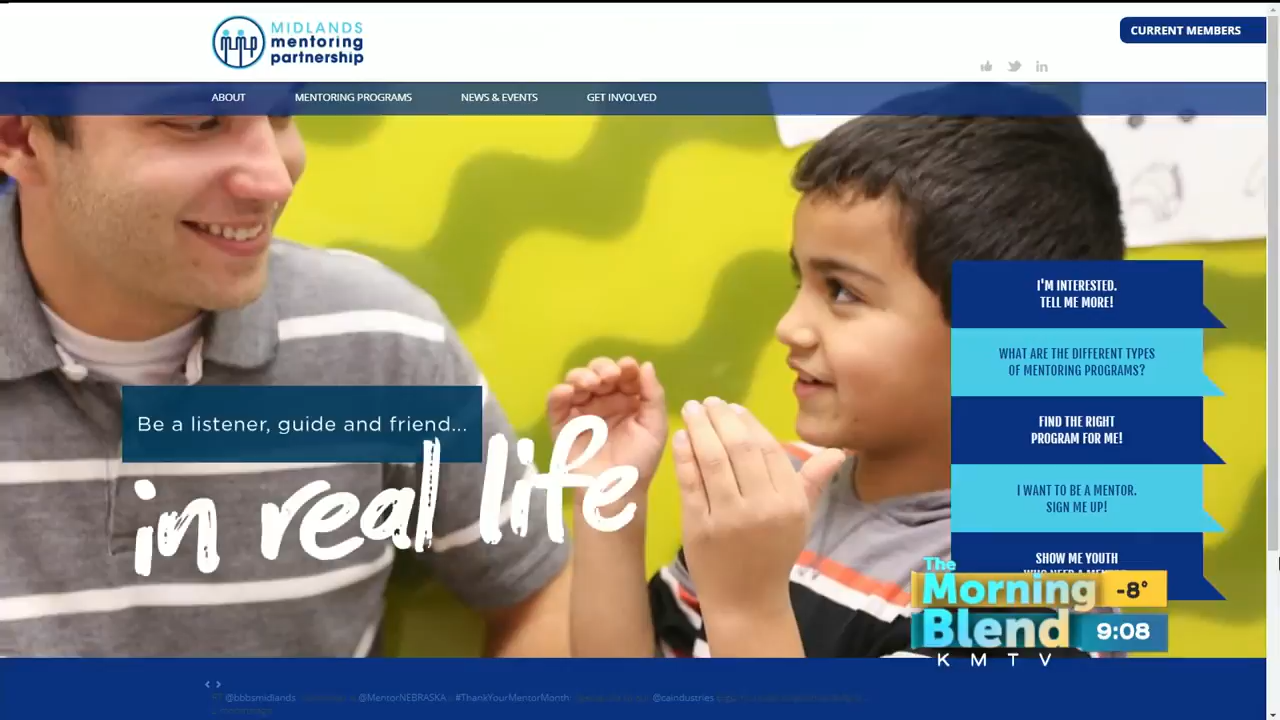 MIDLANDS
mentoring
partnership
CURRENT MEMBERS
ABOUT
MENTORING PROGRAMS
NEWS & EVENTS
GET INVOLVED
I'M INTERESTED.
TELL ME MORE!
WHAT ARE THE DIFFERENT TYPES
OF MENTORING PROGRAMS?
FIND THE RIGHT
PROGRAM FOR ME!
I WANT TO BE A MENTOR.
SIGN ME UP!
SHOW ME YOUTH
Be a listener, guide and friend...
in real life
The
Morning
Blend
KMTV
-8°
9:08
@bbbsmidlands @MentorNEBRASKA #ThankYourMentorMonth @caindustries